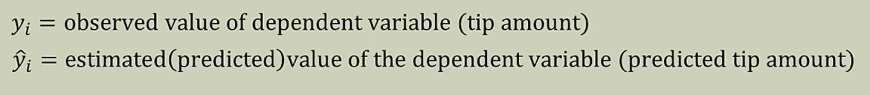 yᵢ = observed value of dependent variable (tip amount)
ŷᵢ = estimated(predicted)value of the dependent variable (predicted tip amount)